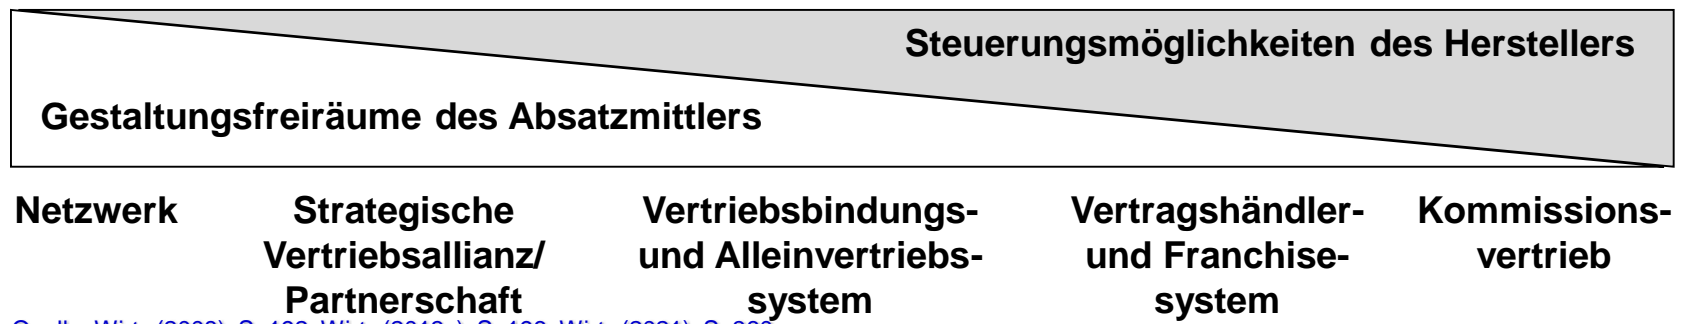 Steuerungsmöglichkeiten des Herstellers
Gestaltungsfreiräume des Absatzmittlers
Netzwerk
Strategische
Vertriebsallianz/
Partnerschaft
Vertriebsbindungs-
und Alleinvertriebs-
system
Vertragshändler-
und Franchise-
system
Kommissions-
vertrieb